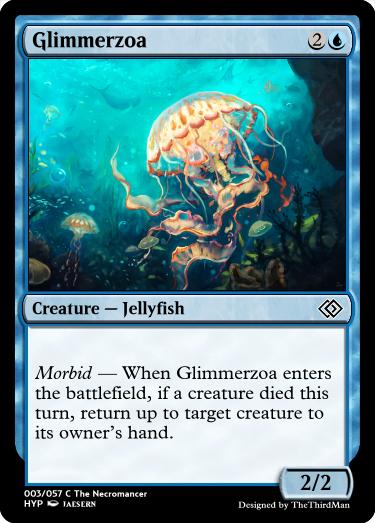 Glimmerzoa 2
Creature — Jellyfish
Morbid — When Glimmerzoa enters
the battlefield, if a creature died this
turn, return up to target creature to
its owner's hand.
2/2
003/057 C The Necromancer
HYP JAESERN
Designed by TheThirdMan